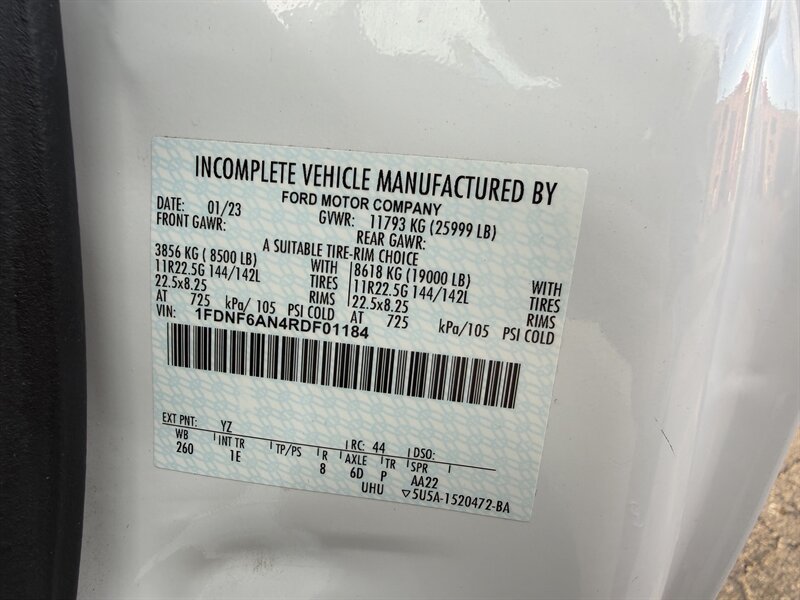 INCOMPLETE VEHICLE MANUFACTURED BY
FORD MOTOR COMPANY
DATE: 01/23 GVWR: 11793 KG (25999 LB)
FRONT GAWR: REAR GAWR:
A SUITABLE TIRE-RIM CHOICE
3856 KG ( 8500 LB) WITH 8618 KG (19000 LB) WITH
11R22.5G 144/142L TIRES 11R22.5G 144/142L TIRES
22.5x8.25 RIMS 22.5x8.25 RIMS
AT 725 kPa/ 105 PSI COLD AT 725 kPa/105 PSI COLD
VIN: 1FDNF6AN4RDF01184
EXT PNT: YZ RC: 44 DSO:
WB INT TR TP/PS R AXLE TR SPR
260 1E 8 6D P AA22
UHU ▽5U5A-1520472-BA